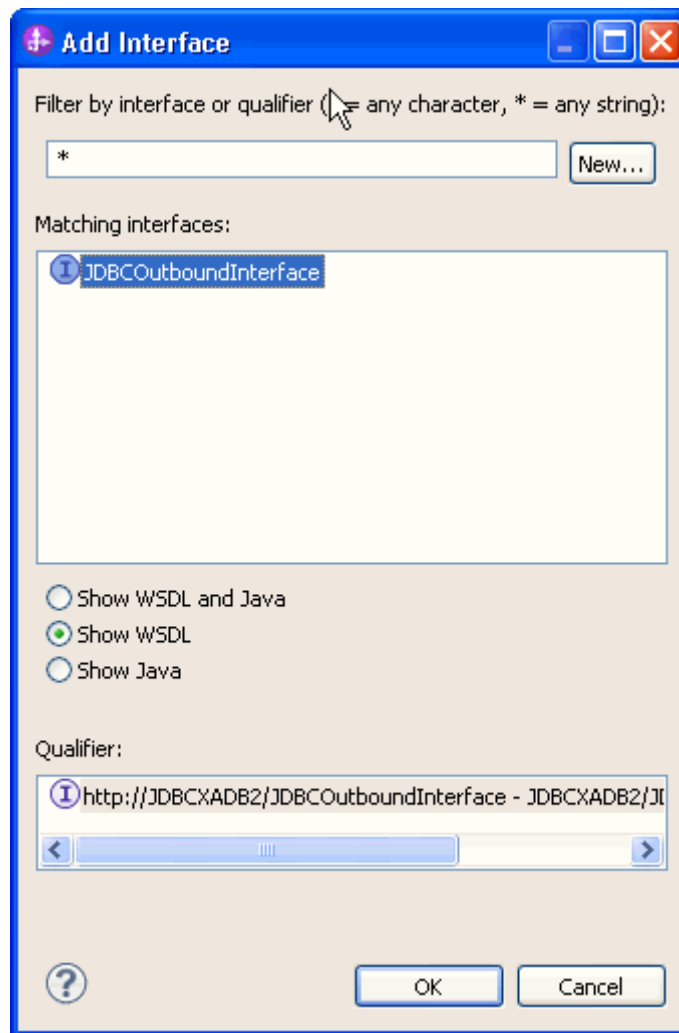 Add Interface
Filter by interface or qualifier ( = any character, * = any string):
*
New...
Matching interfaces:
I JDBCOutboundInterface
Show WSDL and Java
Show WSDL
Show Java
Qualifier:
I http://JDBCXADB2/JDBCOutboundInterface - JDBCXADB2/
?
OK
Cancel